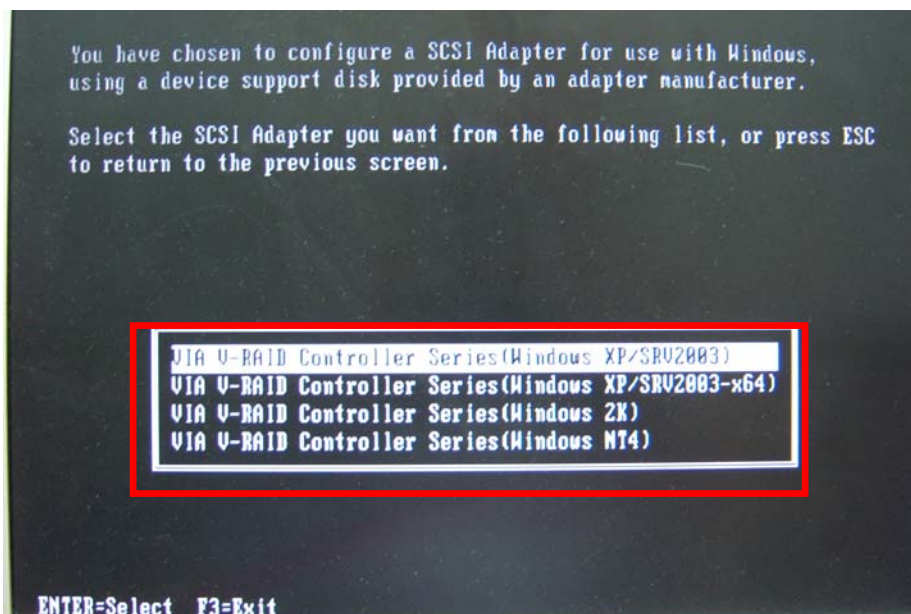 You have chosen to configure a SCSI Adapter for use with Windows,
using a device support disk provided by an adapter manufacturer.
Select the SCSI Adapter you want from the following list, or press ESC
to return to the previous screen.
VIA V-RAID Controller Series(Windows XP/SRV2003)
VIA V-RAID Controller Series(Windows XP/SRV2003-x64)
VIA V-RAID Controller Series(Windows 2K)
VIA V-RAID Controller Series(Windows NT4)
ENTER=Select F3=Exit